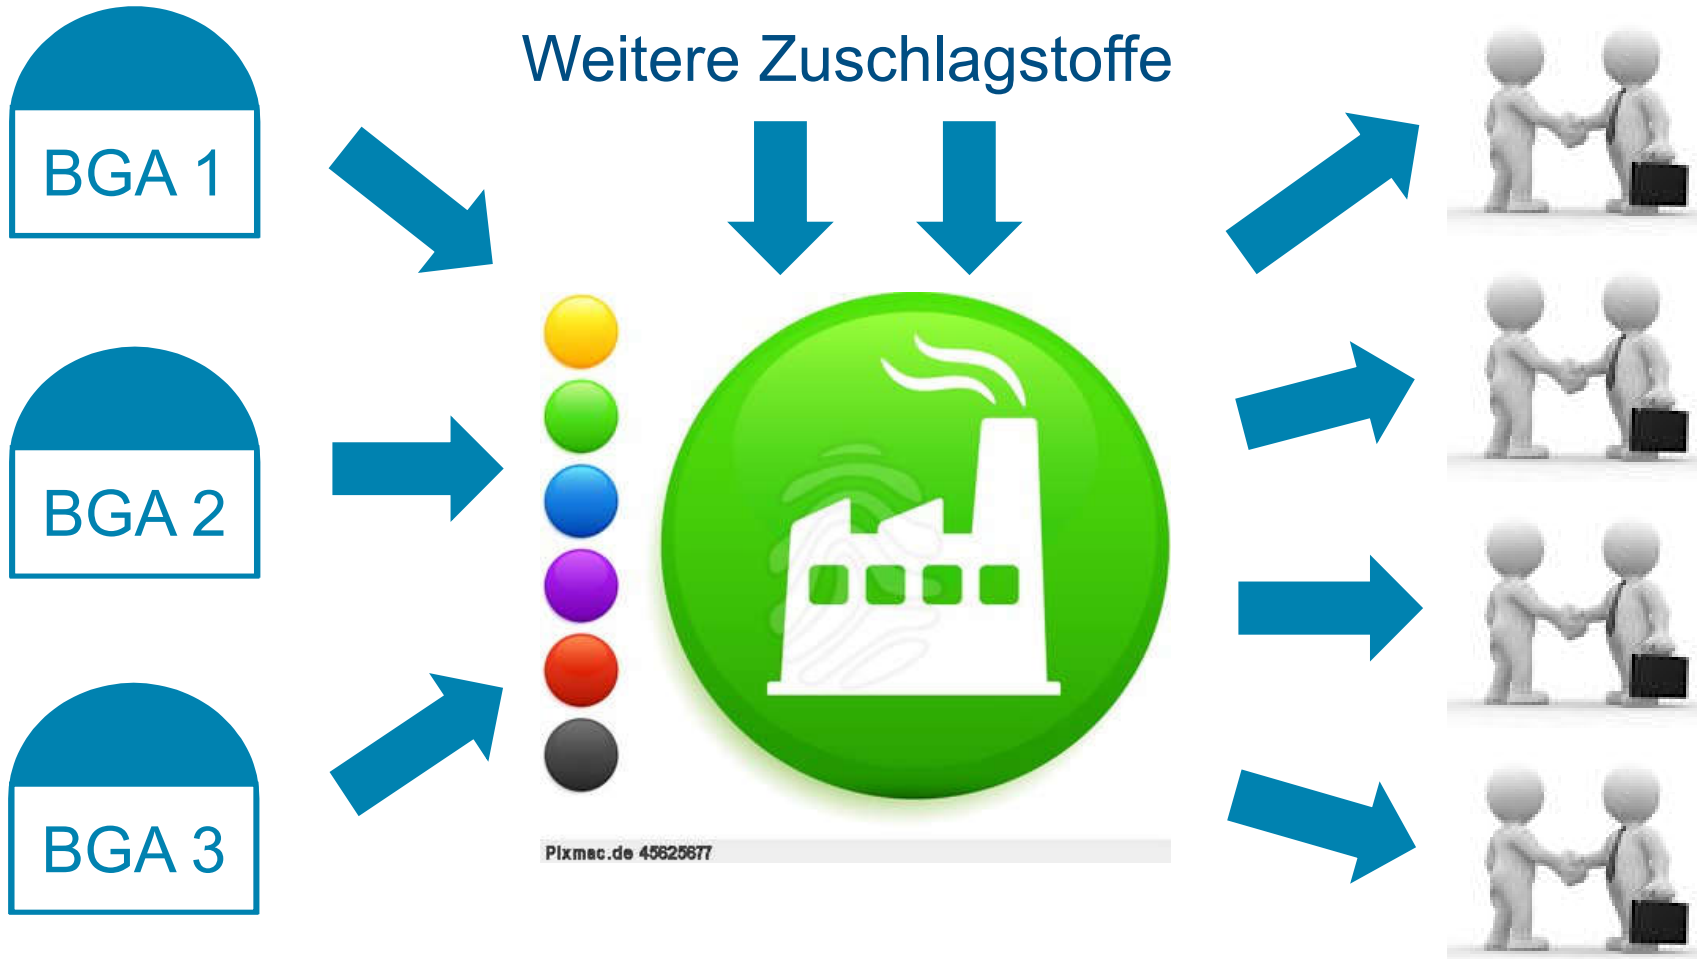 Weitere Zuschlagstoffe
BGA 1
BGA 2
BGA 3
Pixmac.de 45625677